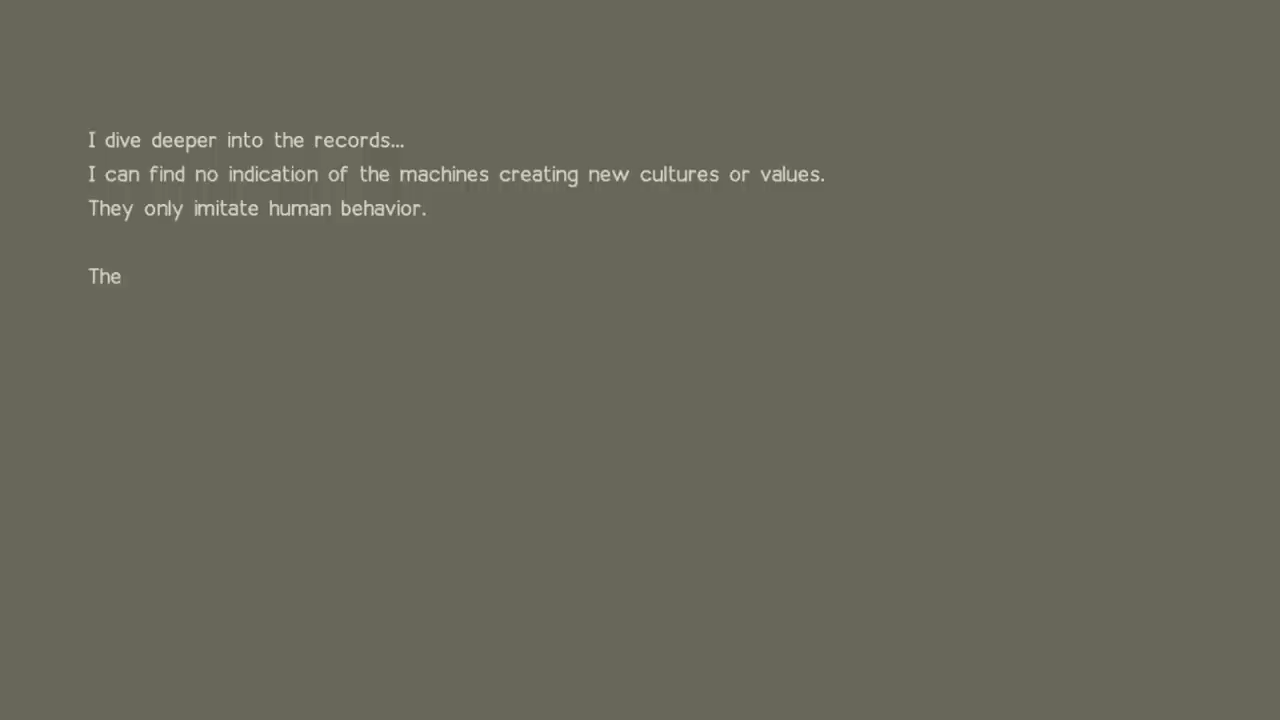 I dive deeper into the records...
I can find no indication of the machines creating new cultures or values.
They only imitate human behavior.
The